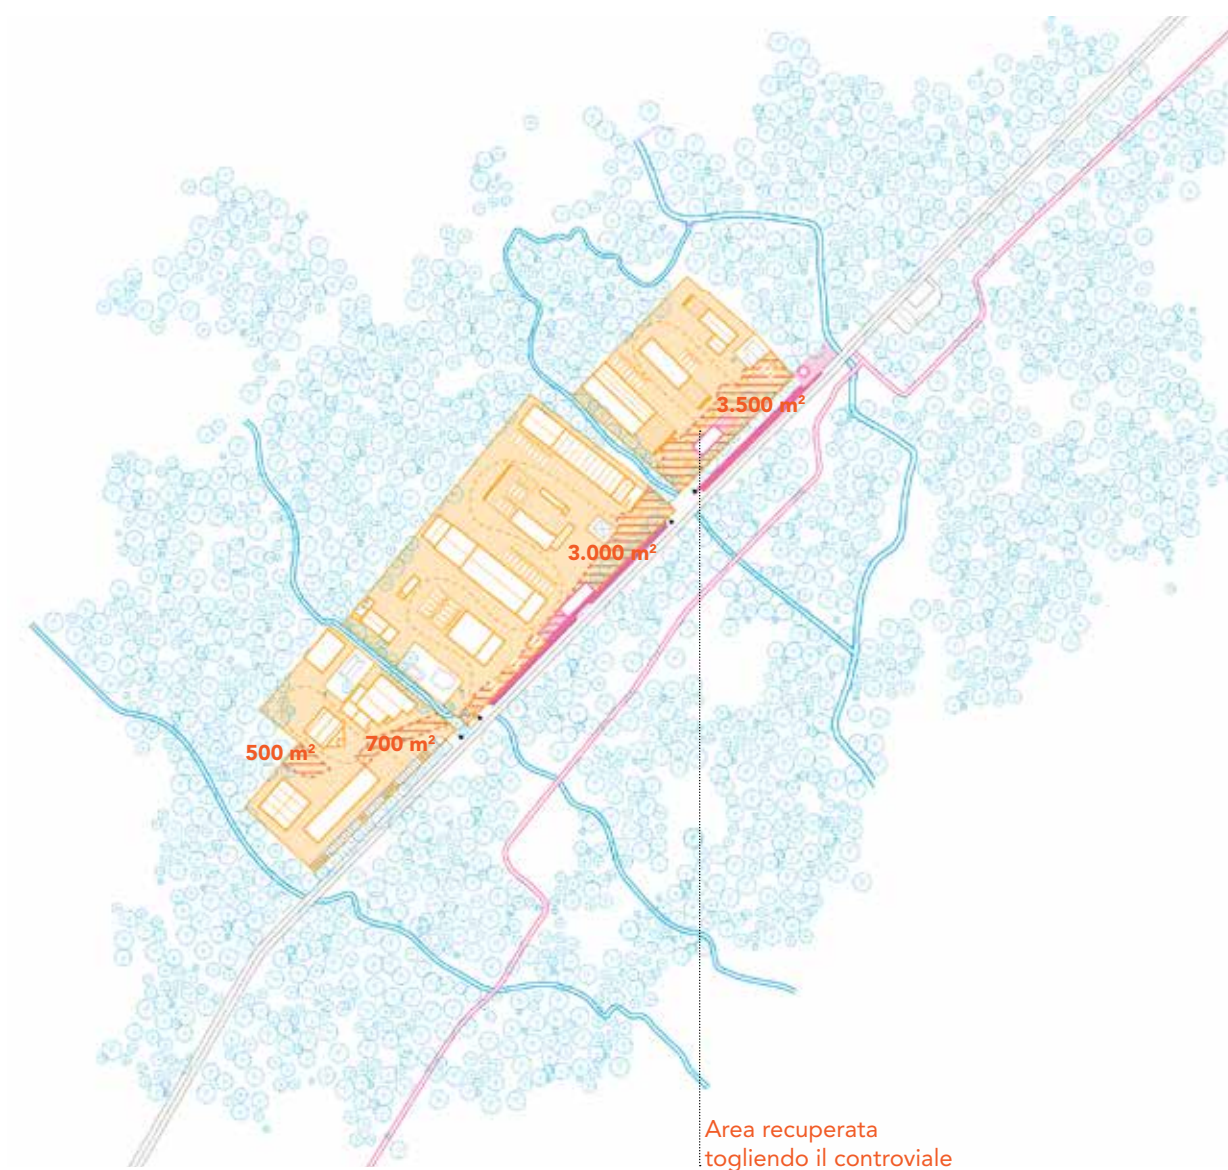 3.500 m²
3.000 m²
700 m²
500 m²
Area recuperata
togliendo il controviale